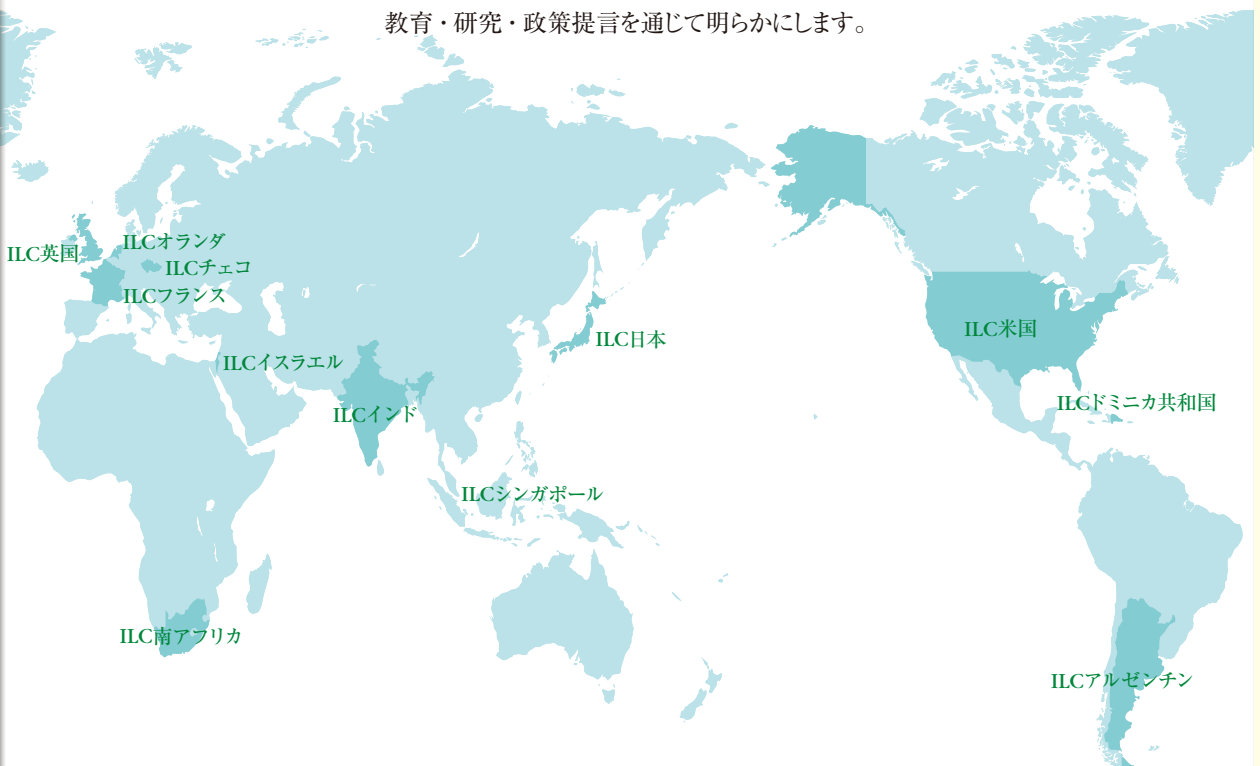 教育・研究・政策提言を通じて明らかにします。
ILC英国
ILCオランダ
ILCチェコ
ILCフランス
ILC日本
ILC米国
ILCイスラエル
ILCインド
ILCドミニカ共和国
ILCシンガポール
ILC南アフリカ
ILCアルゼンチン